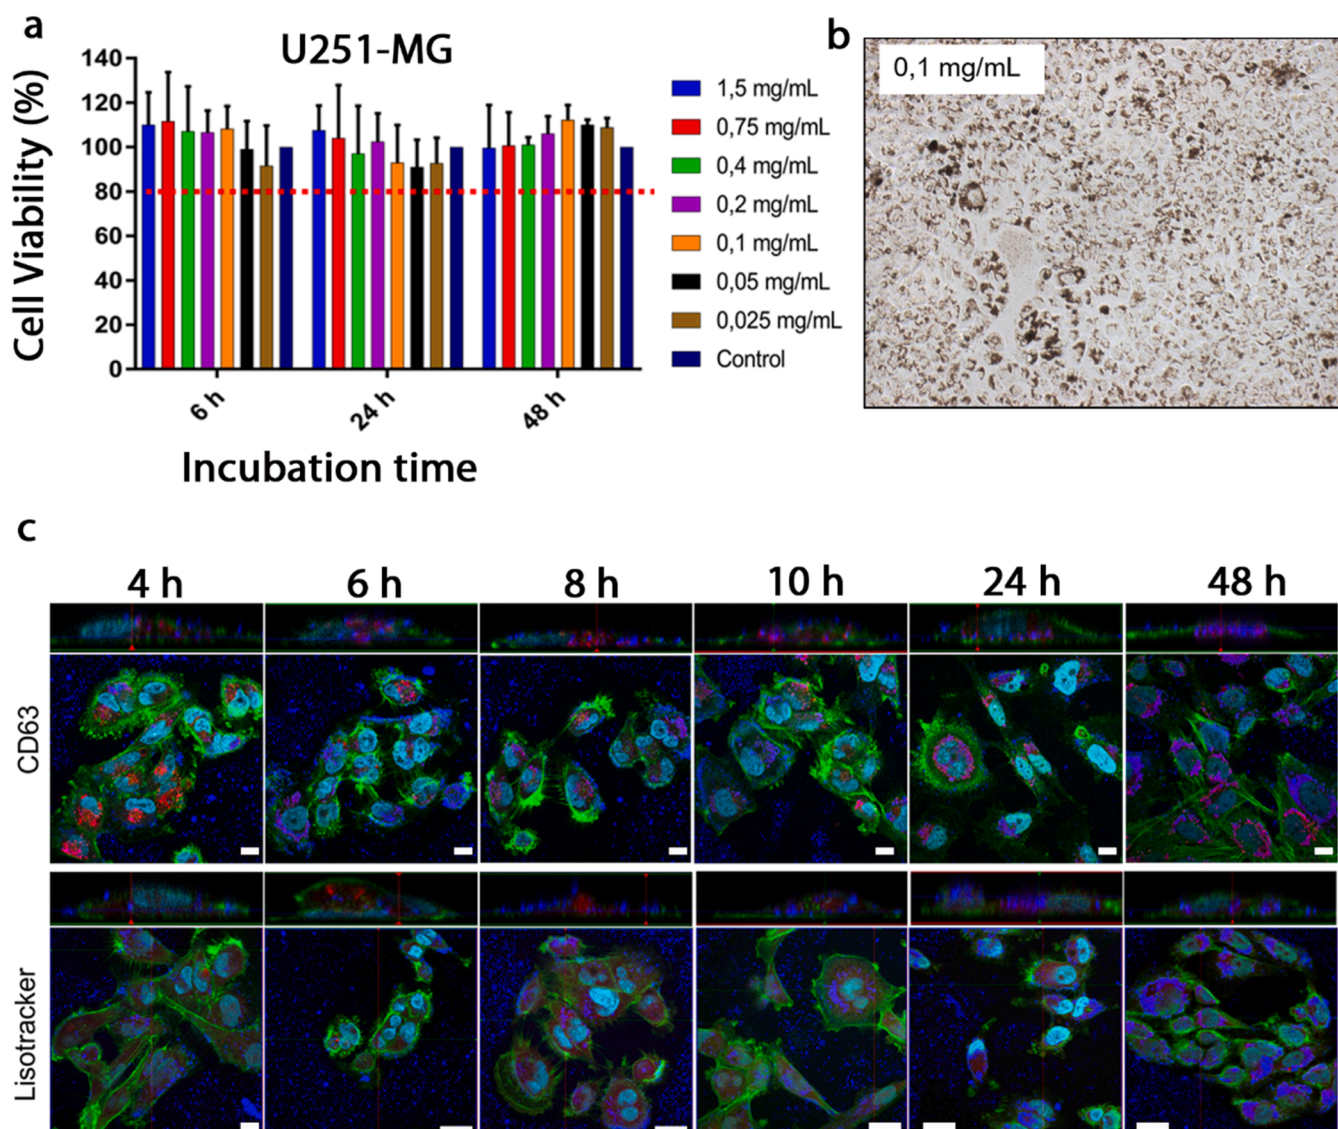 a
U251-MG
Cell Viability (%)
140
120
100
80
60
40
20
0
6 h
24 h
48 h
Incubation time
1,5 mg/mL
0,75 mg/mL
0,4 mg/mL
0,2 mg/mL
0,1 mg/mL
0,05 mg/mL
0,025 mg/mL
Control
b
0,1 mg/mL
c
4 h
6 h
8 h
10 h
24 h
48 h
CD63
Lisotracker